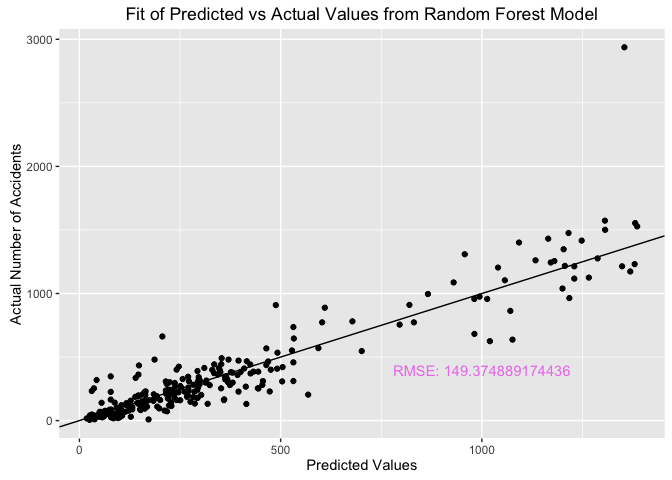 Fit of Predicted vs Actual Values from Random Forest Model
Actual Number of Accidents
3000
2000
1000
0
RMSE: 149.374889174436
0
500
1000
Predicted Values